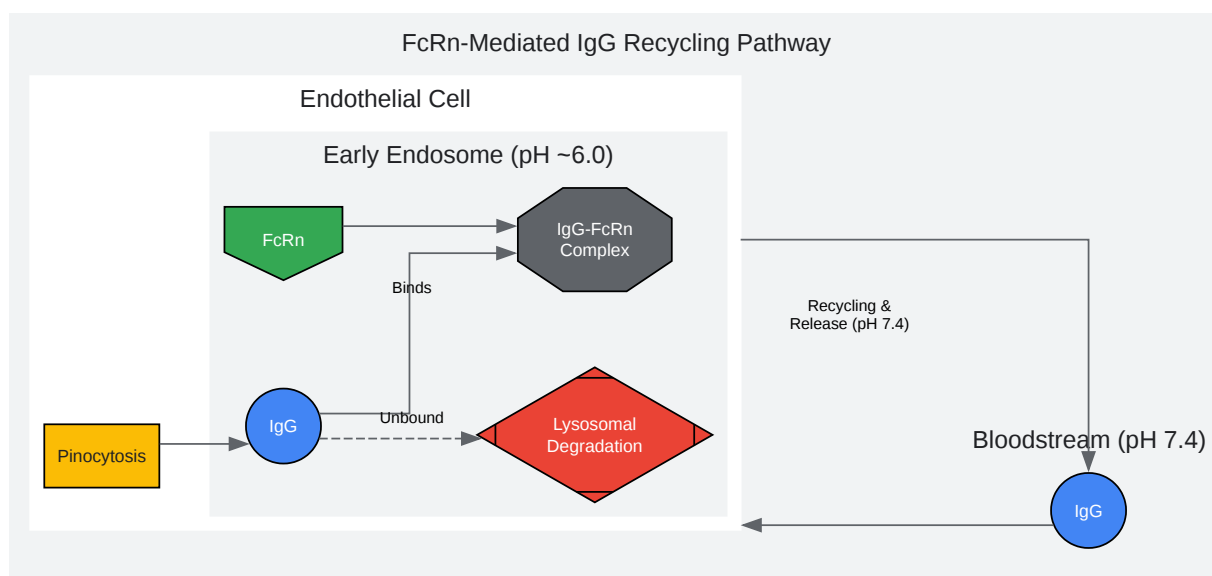 FcRn-Mediated IgG Recycling Pathway
Endothelial Cell
Early Endosome (pH ~6.0)
FcRn
IgG-FcRn
Complex
Binds
Recycling &
Release (pH 7.4)
IgG
Unbound
Lysosomal
Degradation
Pinocytosis
Bloodstream (pH 7.4)
IgG